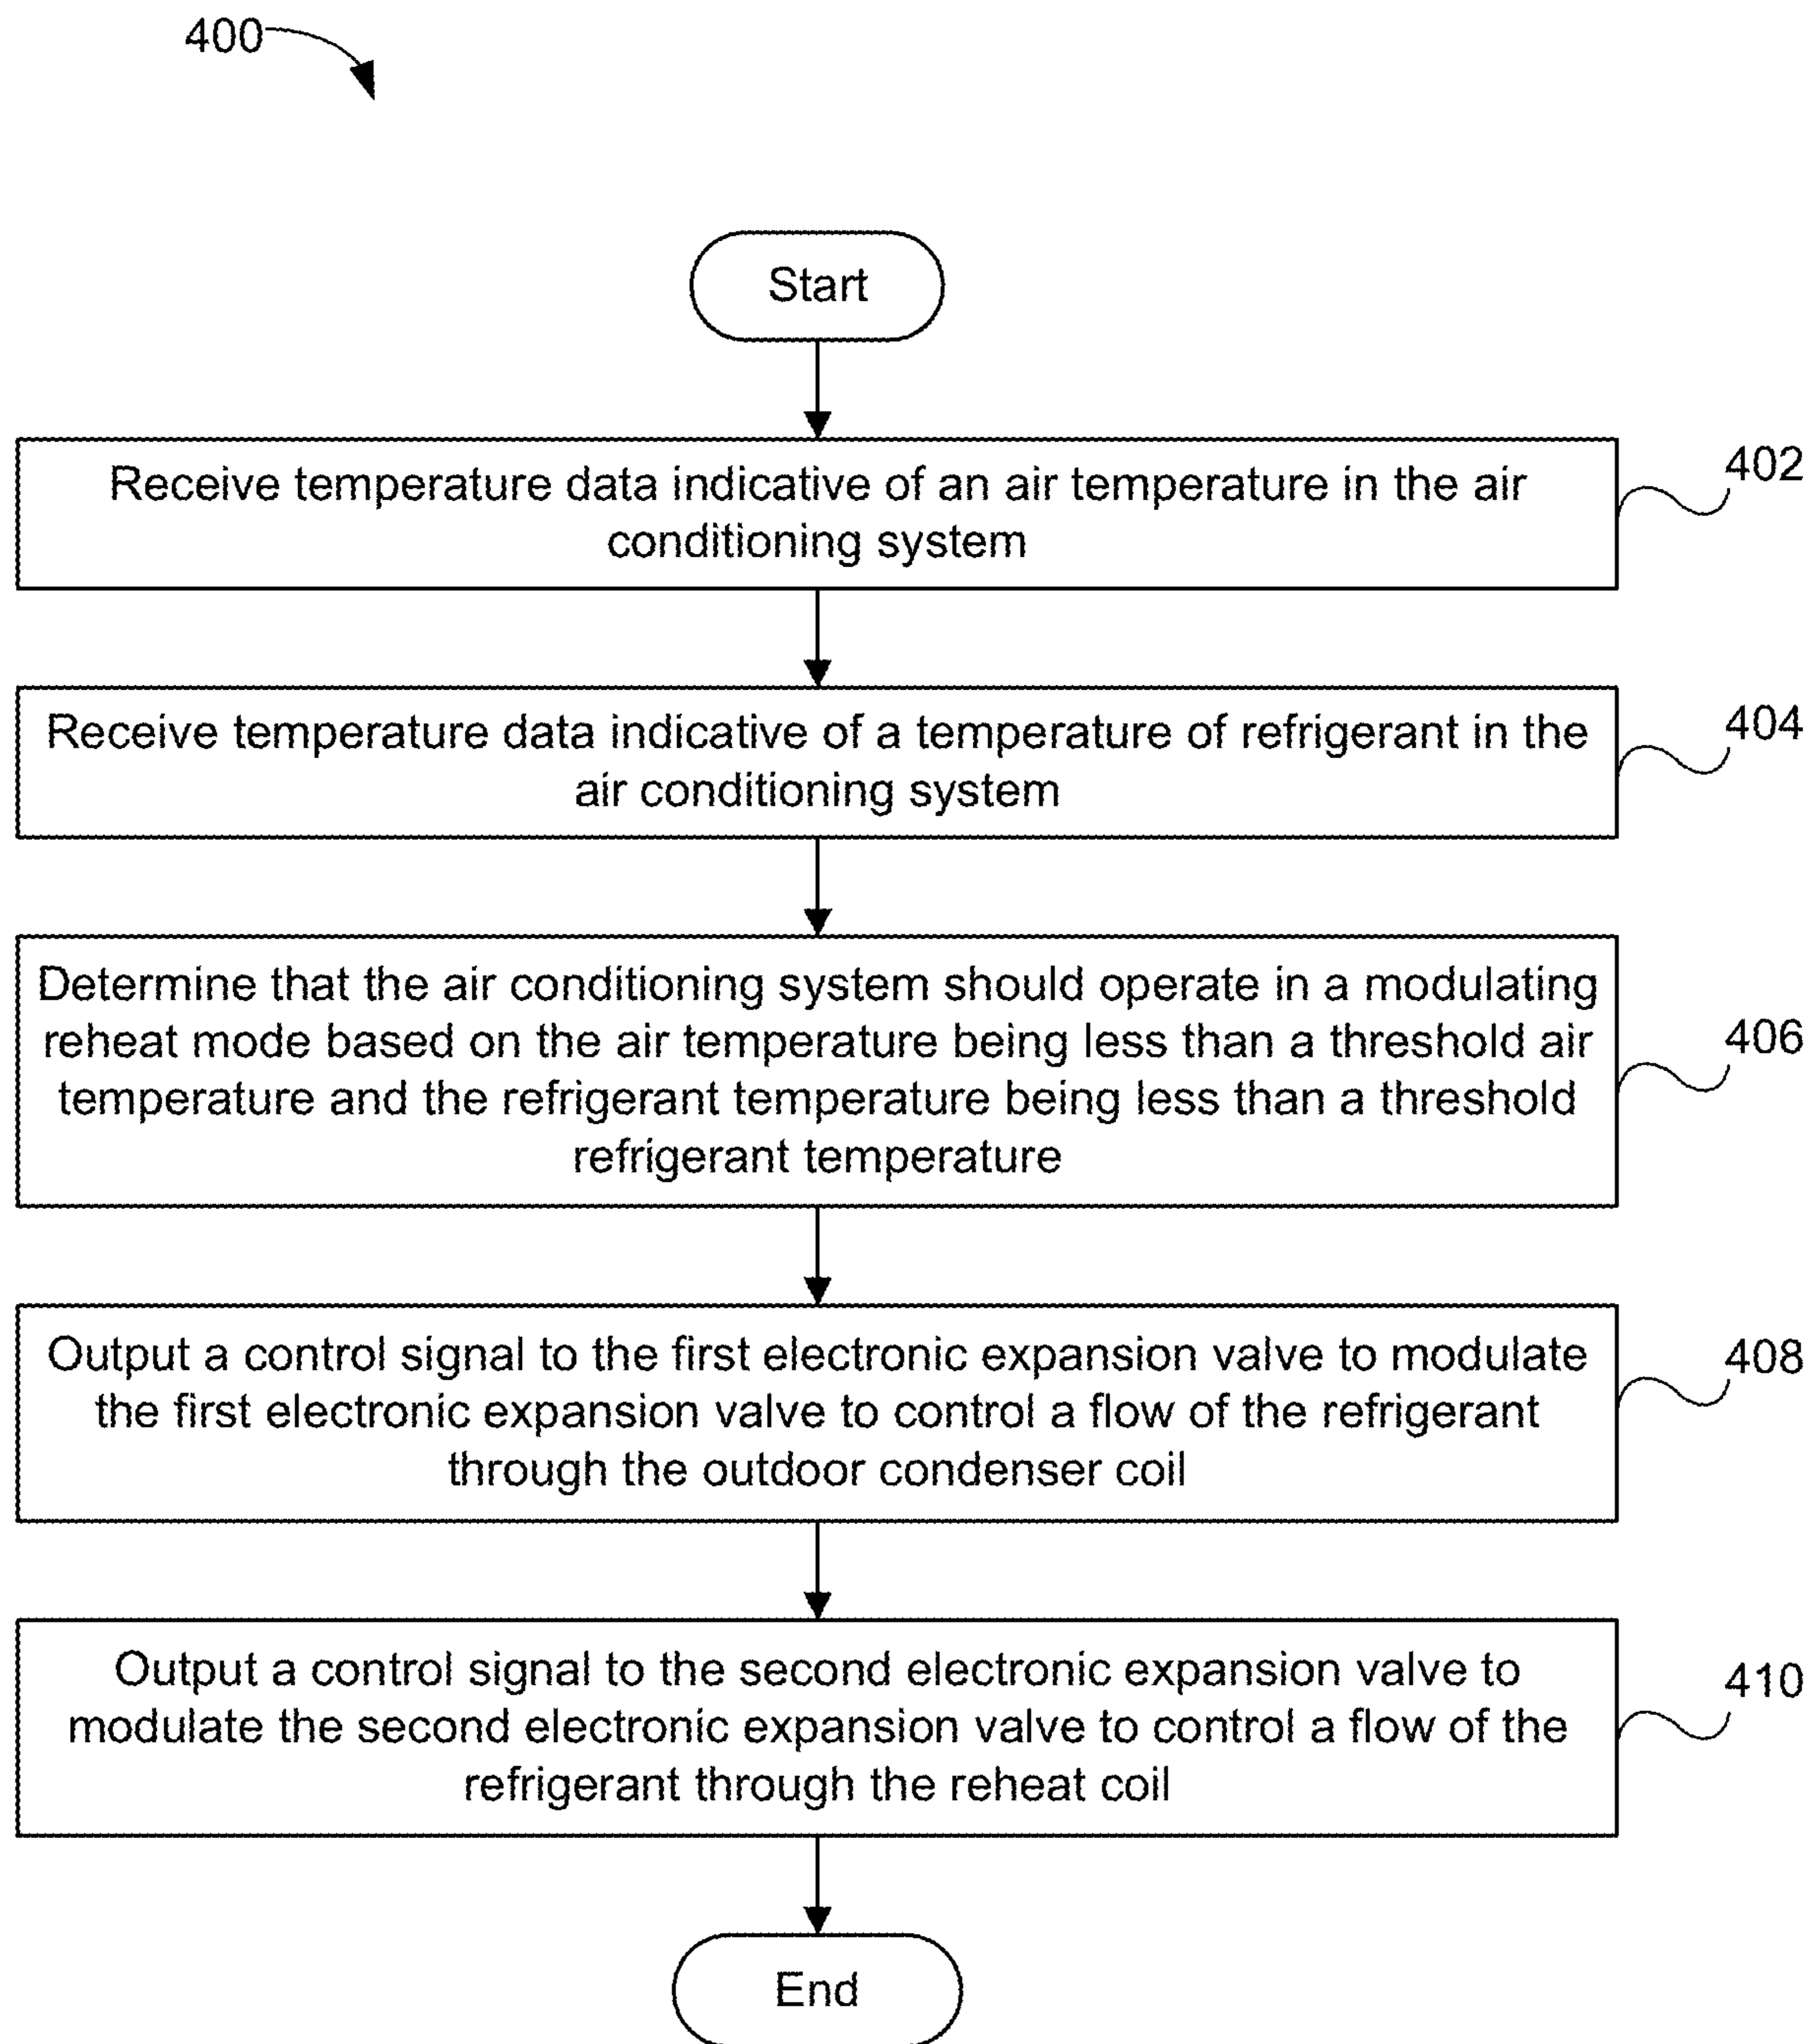 400
Start
Receive temperature data indicative of an air temperature in the air
conditioning system
402
Receive temperature data indicative of a temperature of refrigerant in the
air conditioning system
404
Determine that the air conditioning system should operate in a modulating
reheat mode based on the air temperature being less than a threshold air
temperature and the refrigerant temperature being less than a threshold
refrigerant temperature
406
Output a control signal to the first electronic expansion valve to modulate
the first electronic expansion valve to control a flow of the refrigerant
through the outdoor condenser coil
408
Output a control signal to the second electronic expansion valve to
modulate the second electronic expansion valve to control a flow of the
refrigerant through the reheat coil
410
End